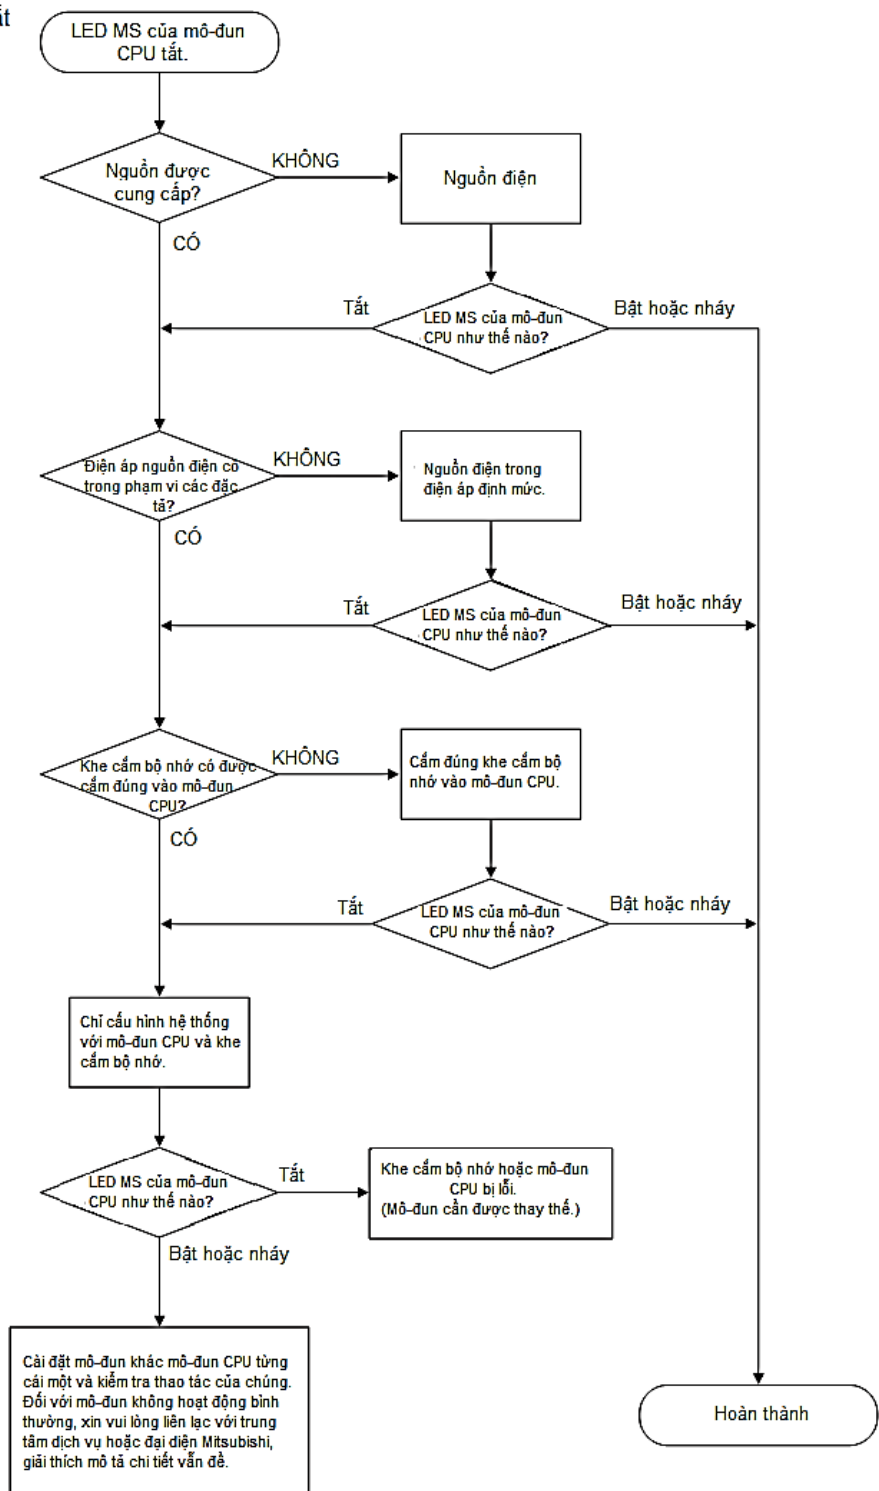 LED MS của mô-đun
CPU tắt.
Nguồn được
cung cấp?
KHÔNG
Nguồn điện
CÓ
Tắt
LED MS của mô-đun
CPU như thế nào?
Bật hoặc nháy
Điện áp nguồn điện có
trong phạm vi các đặc
tả?
KHÔNG
Nguồn điện trong
điện áp định mức.
CÓ
Tắt
LED MS của mô-đun
CPU như thế nào?
Bật hoặc nháy
Khe cắm bộ nhớ có được
cắm đúng vào mô-đun
CPU?
KHÔNG
Cắm đúng khe cắm bộ
nhớ vào mô-đun CPU.
CÓ
Tắt
LED MS của mô-đun
CPU như thế nào?
Bật hoặc nháy
Chỉ cấu hình hệ thống
với mô-đun CPU và khe
cắm bộ nhớ.
LED MS của mô-đun
CPU như thế nào?
Tắt
Khe cắm bộ nhớ hoặc mô-đun
CPU bị lỗi.
(Mô-đun cần được thay thế.)
Bật hoặc nháy
Cài đặt mô-đun khác mô-đun CPU từng
cái một và kiểm tra thao tác của chúng.
Đối với mô-đun không hoạt động bình
thường, xin vui lòng liên lạc với trung
tâm dịch vụ hoặc đại diện Mitsubishi,
giải thích mô tả chi tiết vấn đề.
Hoàn thành